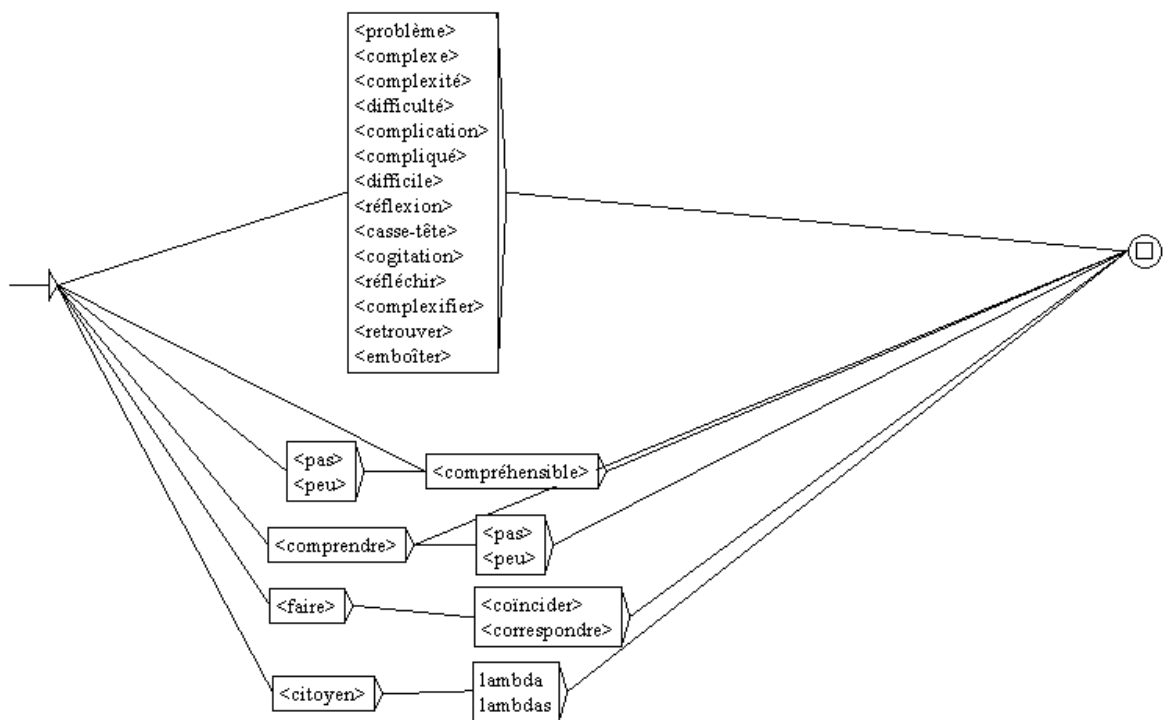 <problème>
<complexe>
<complexité>
<difficulté>
<complication>
<compliqué>
<difficile>
<réflexion>
<casse-tête>
<cogitation>
<réfléchir>
<complexifier>
<retrouver>
<emboîter>
<pas>
<peu>
<compréhensible>
<comprendre>
<pas>
<peu>
<faire>
<coïncider>
<correspondre>
<citoyen>
lambda
lambdas